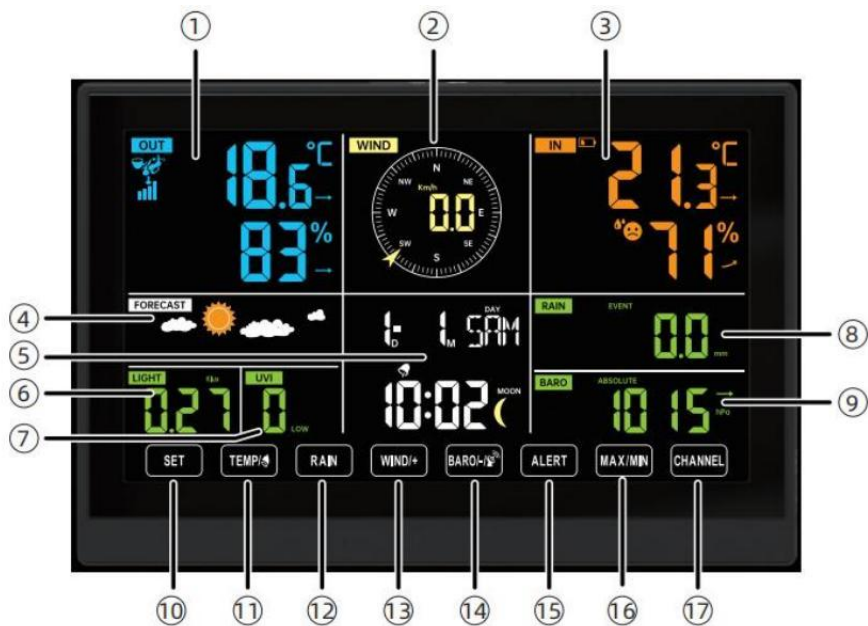 ① ② ③
OUT 18.6 °C
83 %
WIND
N
NW NE
Km/h
W 0.0 E
SW SE
S
IN 21.3 °C
71 %
④ FORECAST
⑤
DAY
1 D - 1 M SAM
RAIN EVENT
0.0 mm ⑧
⑥ LIGHT Klux
0.27
⑦ UVI
0 LOW
10:02 MOON
BARO ABSOLUTE
1015 hPa ⑨
SET TEMP/ RAIN WIND/+ BARO/-/ ALERT MAX/MIN CHANNEL
⑩ ⑪ ⑫ ⑬ ⑭ ⑮ ⑯ ⑰